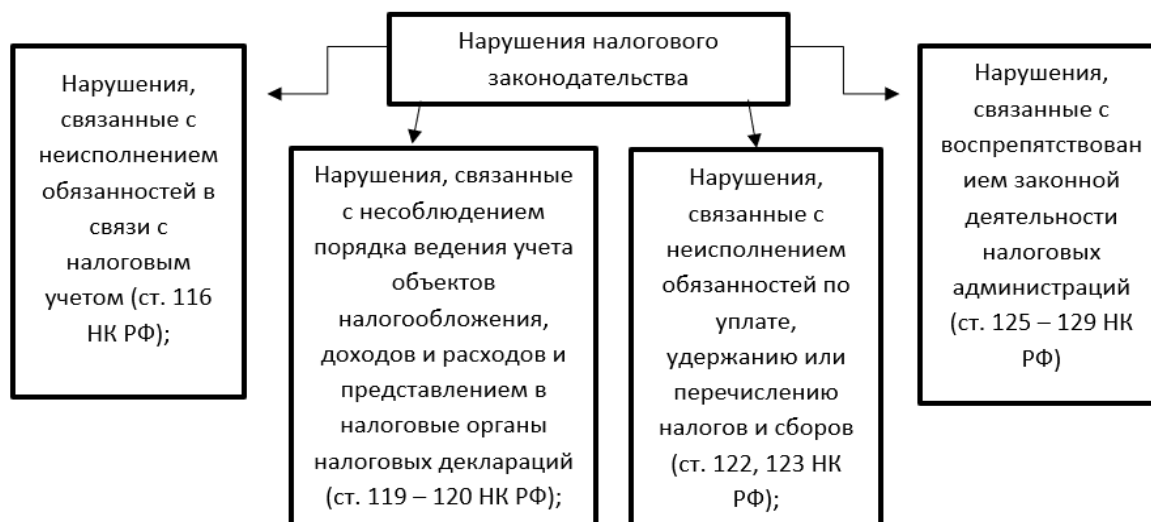 Нарушения налогового
законодательства
Нарушения,
связанные с
неисполнением
обязанностей в
связи с
налоговым
учетом (ст. 116
НК РФ);
Нарушения, связанные
с несоблюдением
порядка ведения учета
объектов
налогообложения,
доходов и расходов и
представлением в
налоговые органы
налоговых деклараций
(ст. 119 – 120 НК РФ);
Нарушения,
связанные с
неисполнением
обязанностей по
уплате,
удержанию или
перечислению
налогов и сборов
(ст. 122, 123 НК
РФ);
Нарушения,
связанные с
воспрепятствован
ием законной
деятельности
налоговых
администраций
(ст. 125 – 129 НК
РФ)